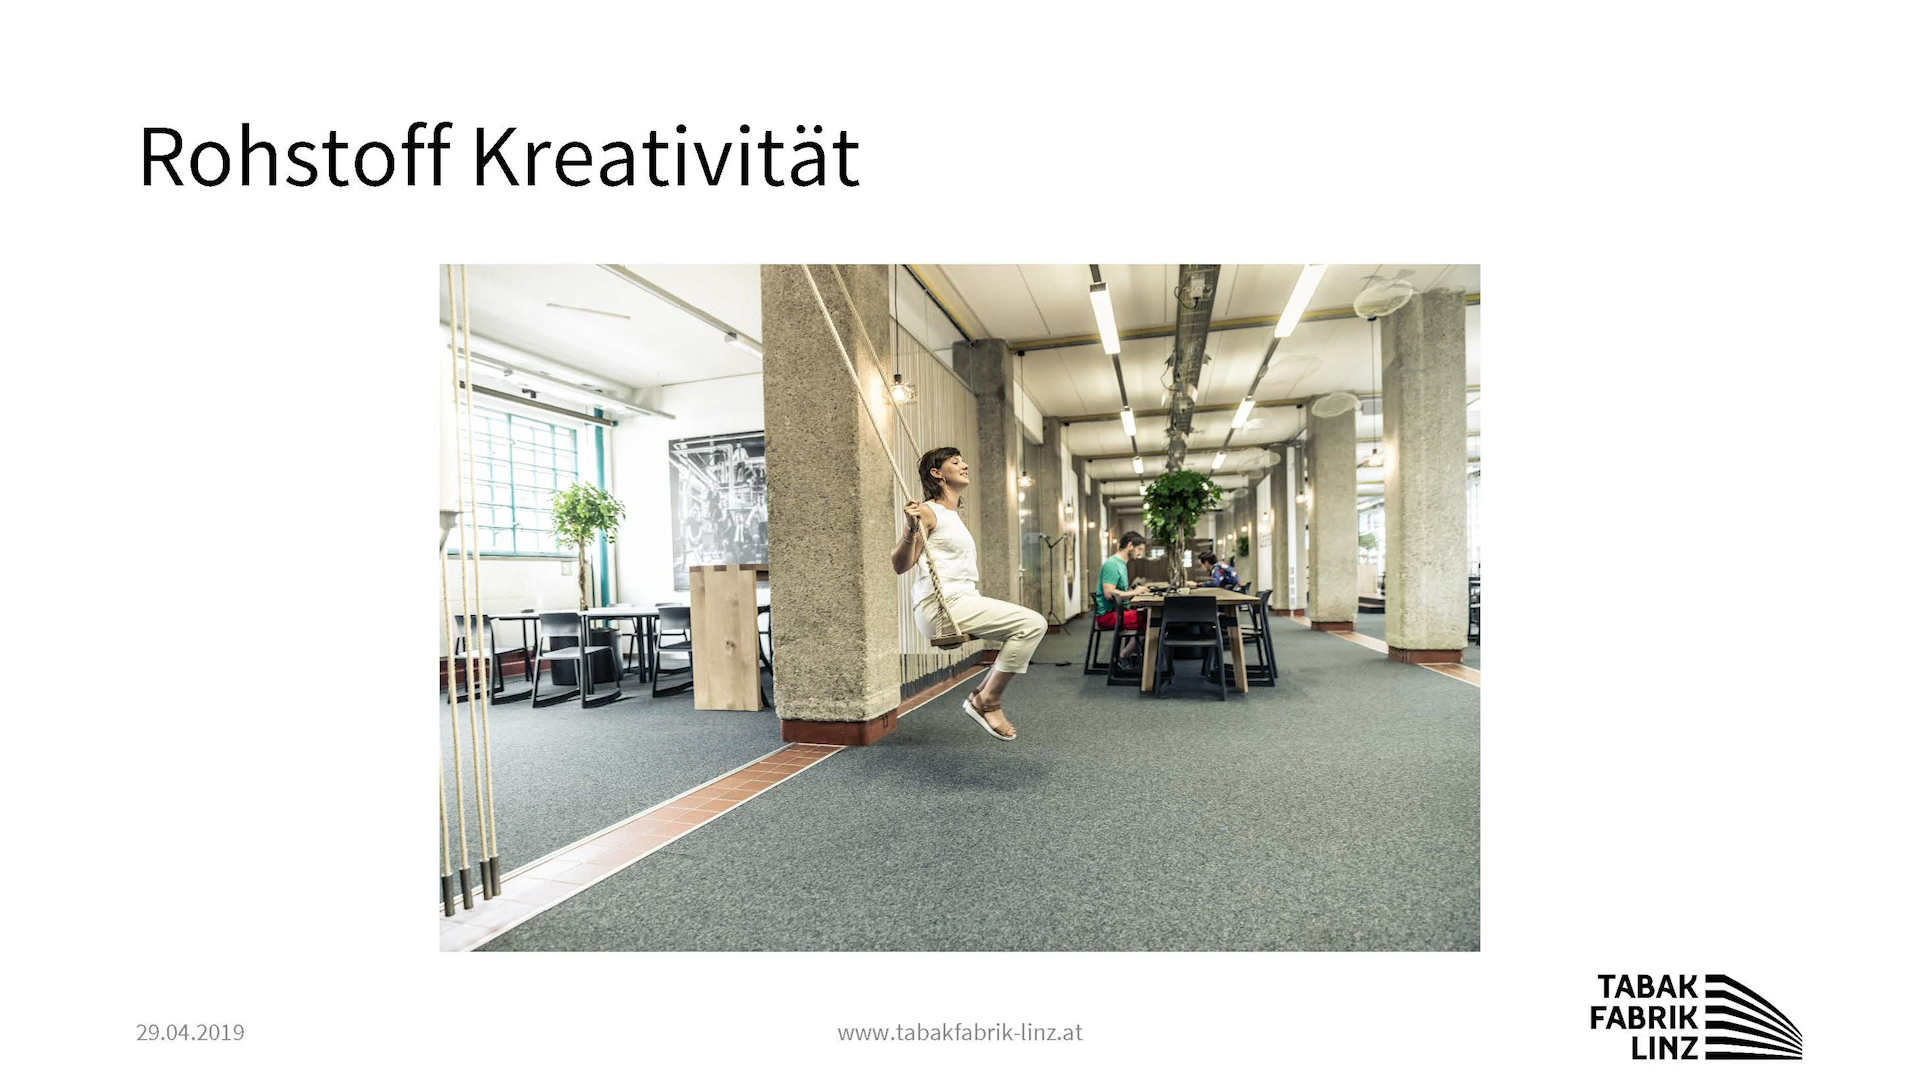 Rohstoff Kreativität
29.04.2019
www.tabakfabrik-linz.at
TABAK
FABRIK
LINZ